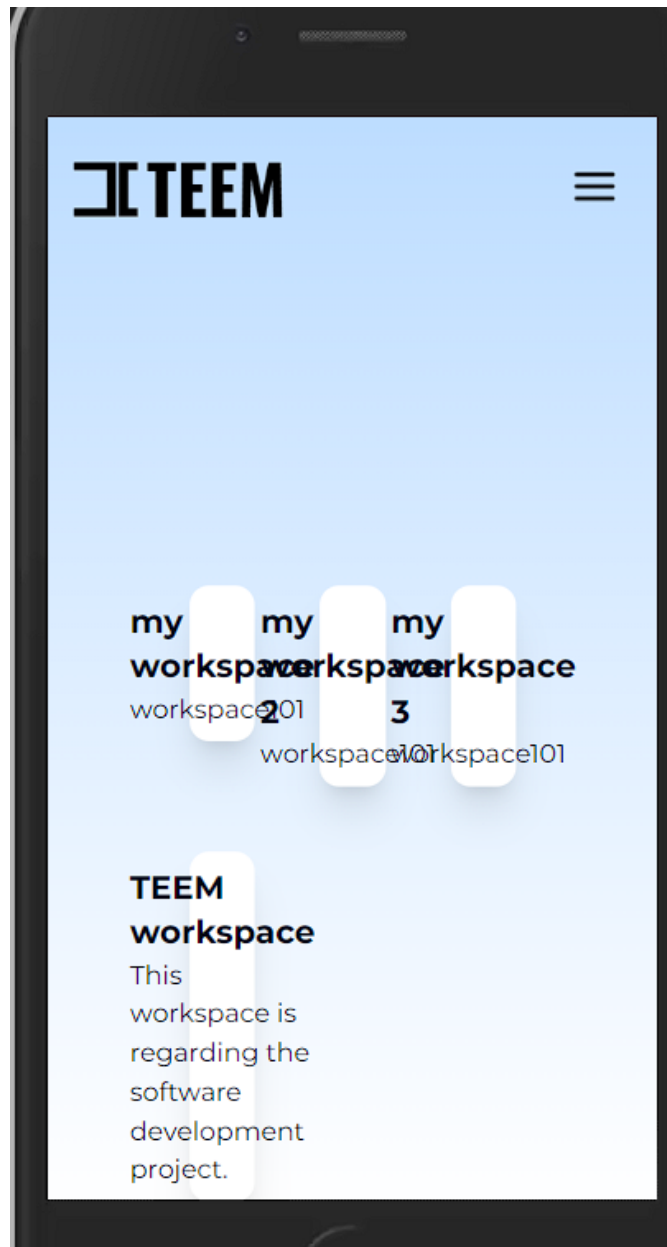 TEEM
my
workspace
workspace101
my
workspace
2
workspace101
my
workspace
3
workspace101
TEEM
workspace
This
workspace is
regarding the
software
development
project.